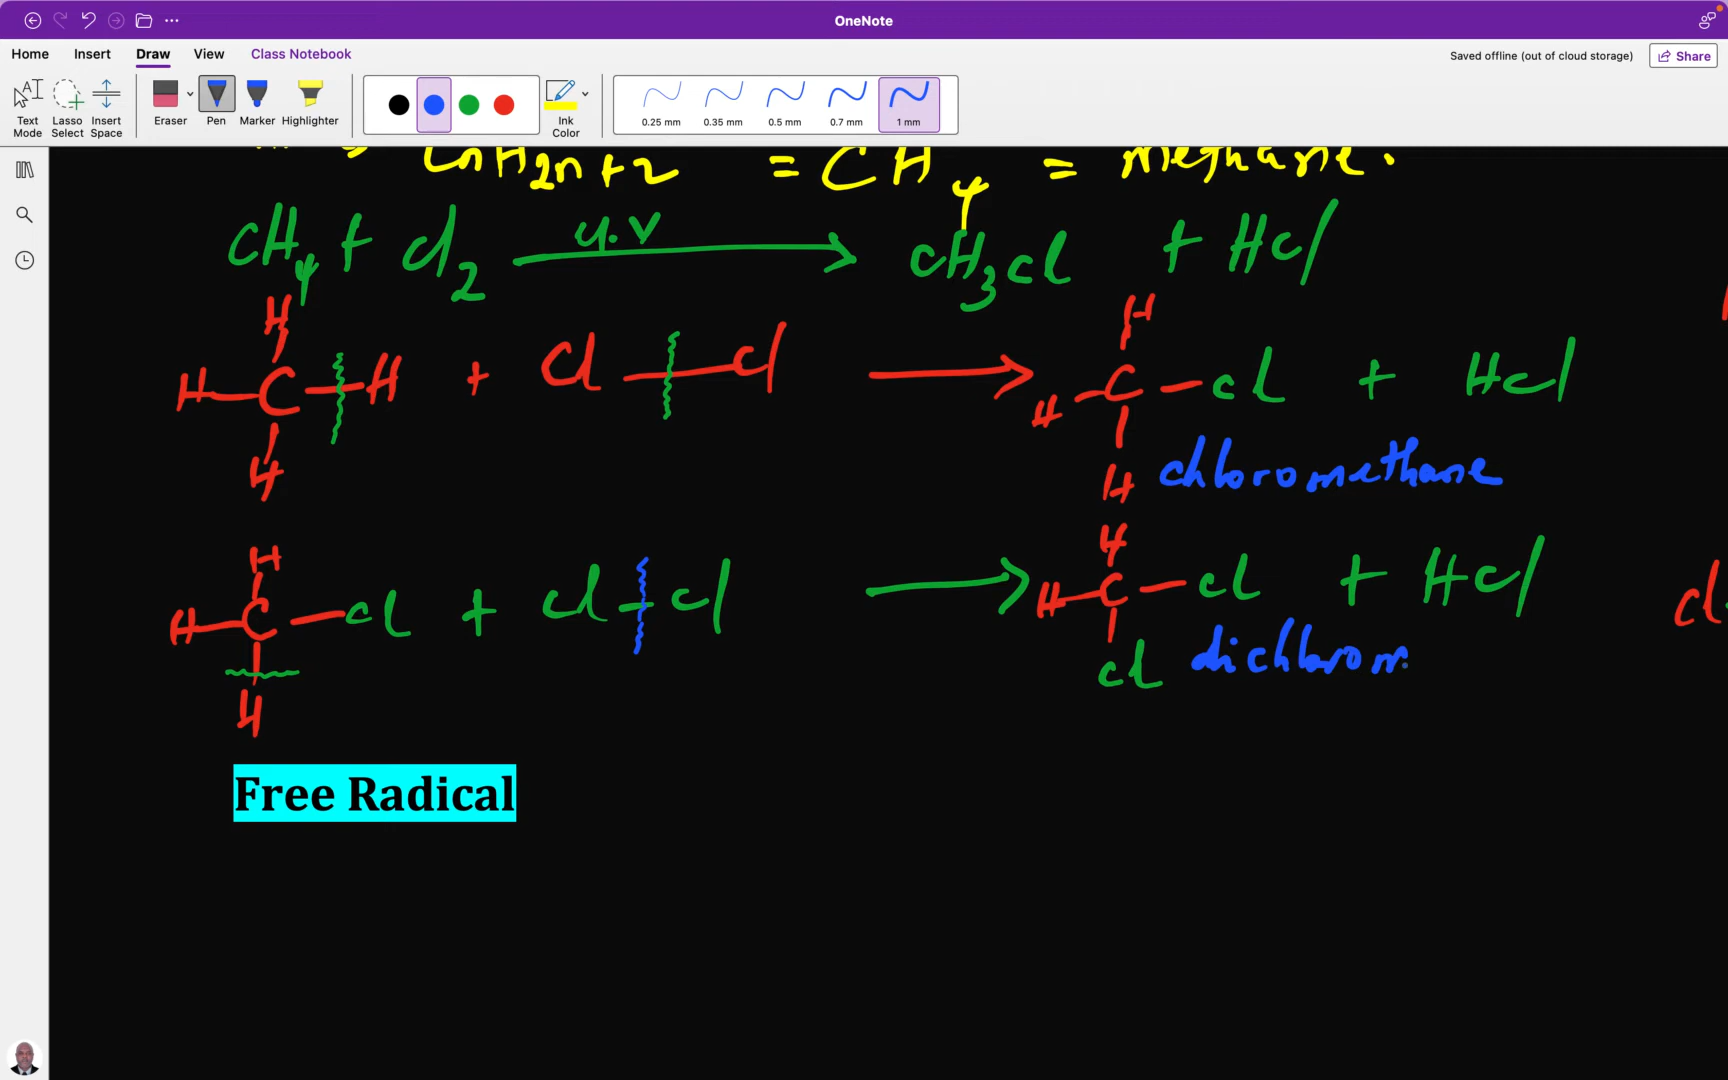 OneNote
Home Insert Draw View Class Notebook
Saved offline (out of cloud storage) Share
Text Mode Lasso Select Insert Space Eraser Pen Marker Highlighter Ink Color 0.25 mm 0.35 mm 0.5 mm 0.7 mm 1 mm
CnH2n+2 = CH4 = methane.
CH4 + Cl2 u.v CH3Cl + HCl
H H
H C H + Cl Cl H C Cl + HCl
H H chloromethane
H H
H C Cl + Cl Cl H C Cl + HCl
H Cl dichlorom
Free Radical